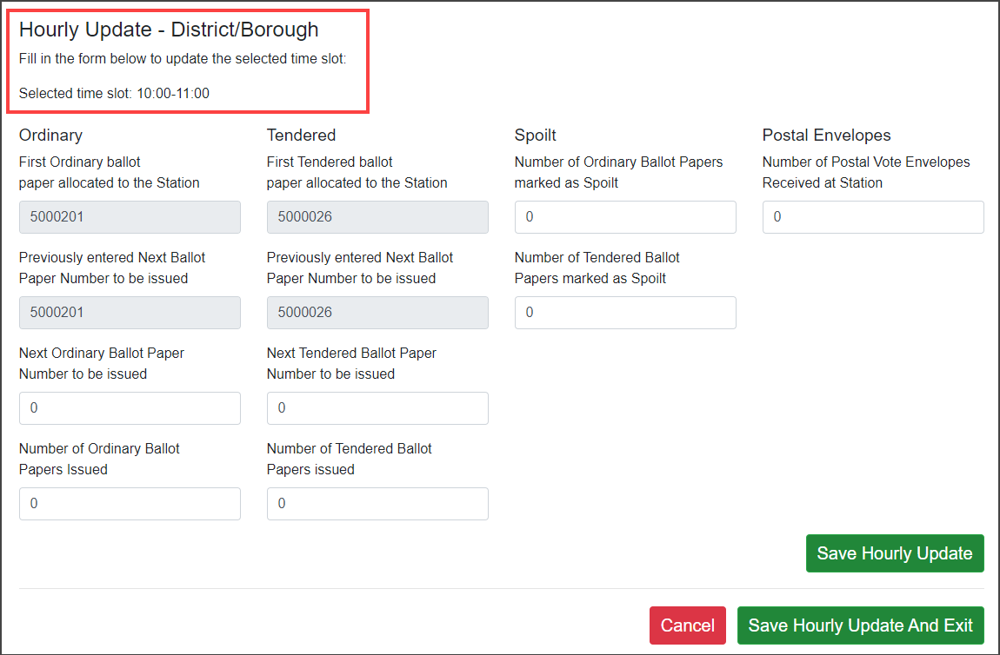 Hourly Update - District/Borough
Fill in the form below to update the selected time slot:
Selected time slot: 10:00-11:00
Ordinary
First Ordinary ballot
paper allocated to the Station
5000201
Previously entered Next Ballot
Paper Number to be issued
5000201
Next Ordinary Ballot Paper
Number to be issued
0
Number of Ordinary Ballot
Papers Issued
0
Tendered
First Tendered ballot
paper allocated to the Station
5000026
Previously entered Next Ballot
Paper Number to be issued
5000026
Next Tendered Ballot Paper
Number to be issued
0
Number of Tendered Ballot
Papers issued
0
Spoilt
Number of Ordinary Ballot Papers
marked as Spoilt
0
Number of Tendered Ballot
Papers marked as Spoilt
0
Postal Envelopes
Number of Postal Vote Envelopes
Received at Station
0
Save Hourly Update
Cancel
Save Hourly Update And Exit